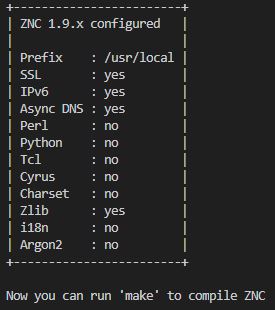 +------------------------+
| ZNC 1.9.x configured   |
|                        |
| Prefix    : /usr/local |
| SSL       : yes        |
| IPv6      : yes        |
| Async DNS : yes        |
| Perl      : no         |
| Python    : no         |
| Tcl       : no         |
| Cyrus     : no         |
| Charset   : no         |
| Zlib      : yes        |
| i18n      : no         |
| Argon2    : no         |
+------------------------+

Now you can run 'make' to compile ZNC